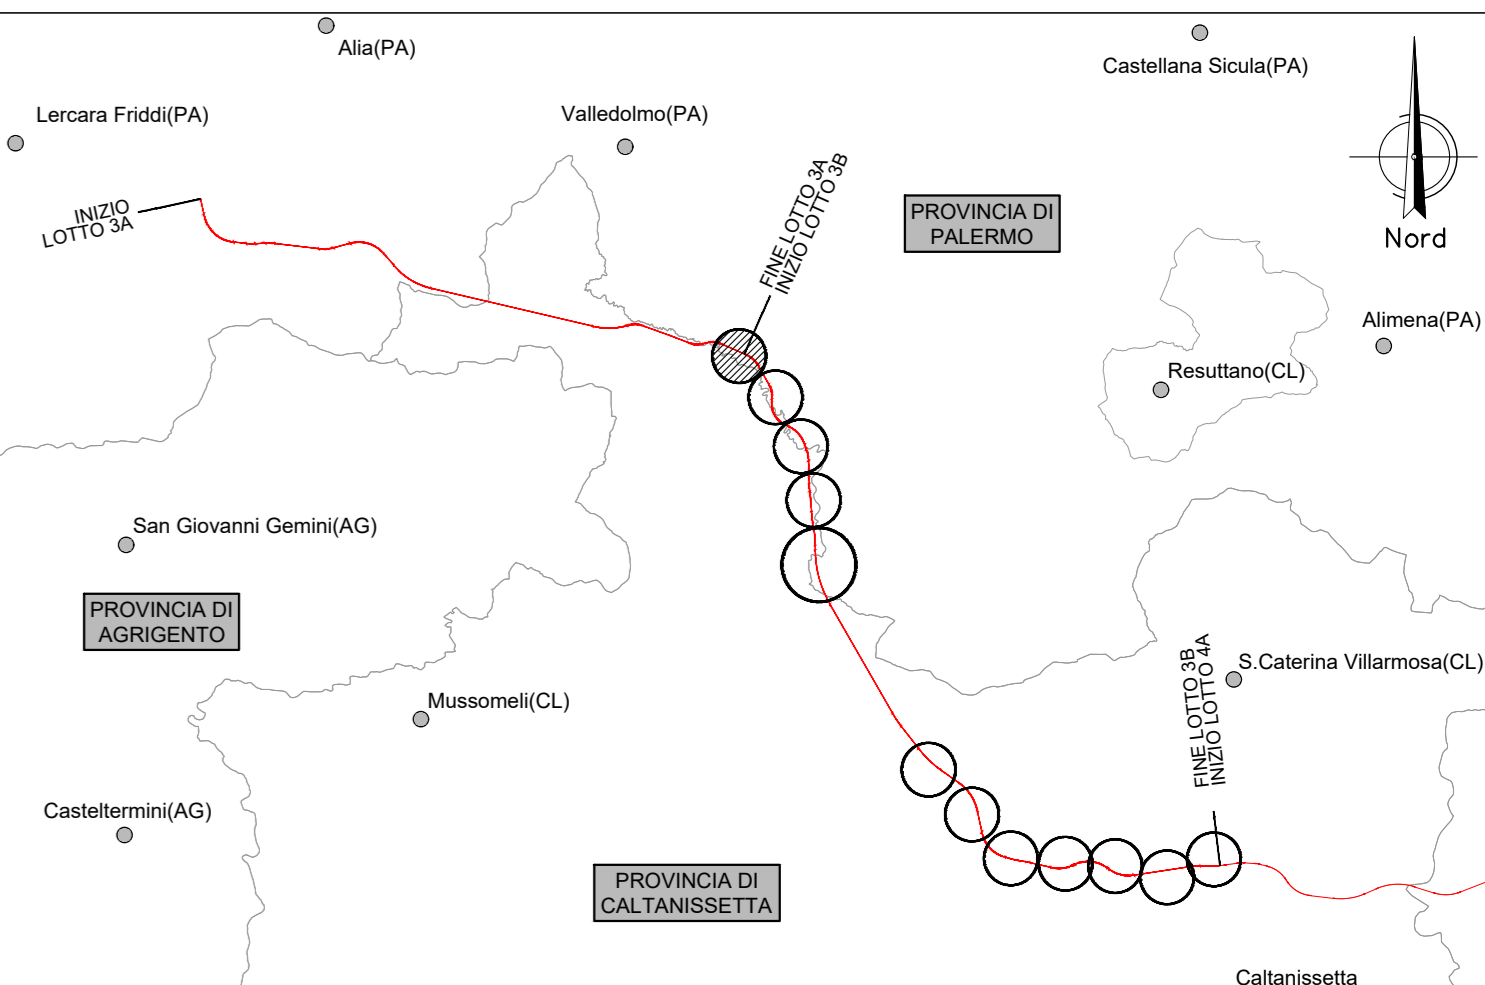 Alia(PA)
Castellana Sicula(PA)
Lercara Friddi(PA)
Valledolmo(PA)
INIZIO
LOTTO 3A
FINE LOTTO 3A
INIZIO LOTTO 3B
PROVINCIA DI
PALERMO
Nord
Alimena(PA)
Resuttano(CL)
San Giovanni Gemini(AG)
PROVINCIA DI
AGRIGENTO
FINE LOTTO 3B
INIZIO LOTTO 4A
S.Caterina Villarmosa(CL)
Mussomeli(CL)
Casteltermini(AG)
PROVINCIA DI
CALTANISSETTA
Caltanissetta